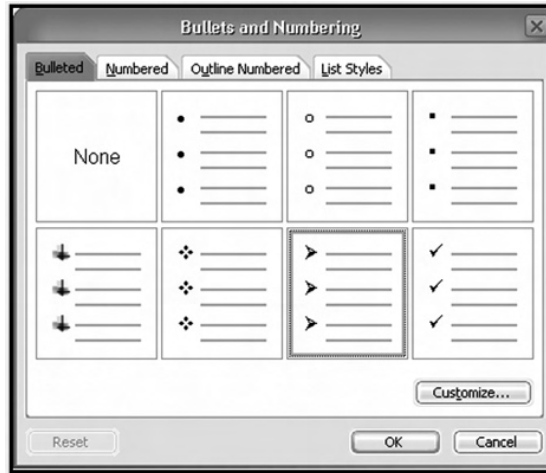 Bullets and Numbering
Bulleted Numbered Outline Numbered List Styles
None
Customize...
Reset OK Cancel